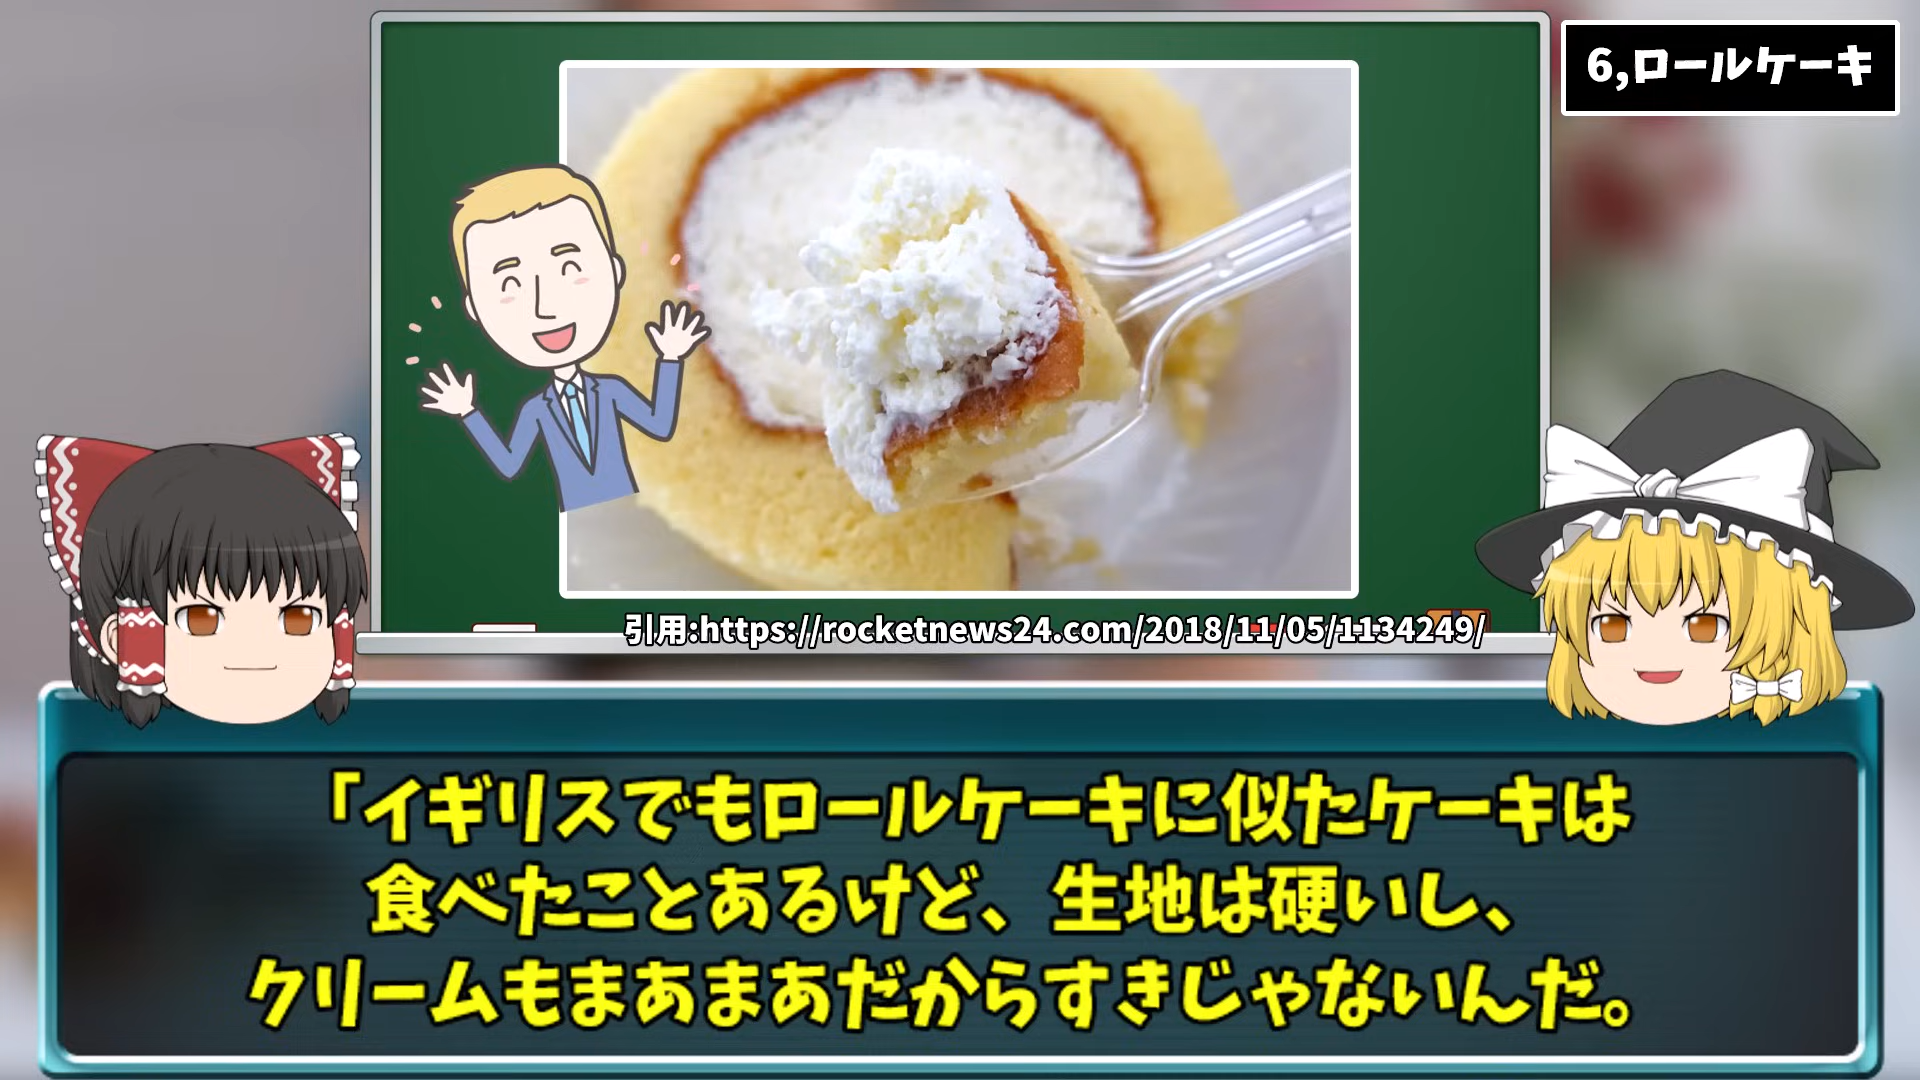 6,ロールケーキ
引用:https://rocketnews24.com/2018/11/05/1134249/
「イギリスでもロールケーキに似たケーキは
食べたことあるけど、生地は硬いし、
クリームもまあまあだからすきじゃないんだ。